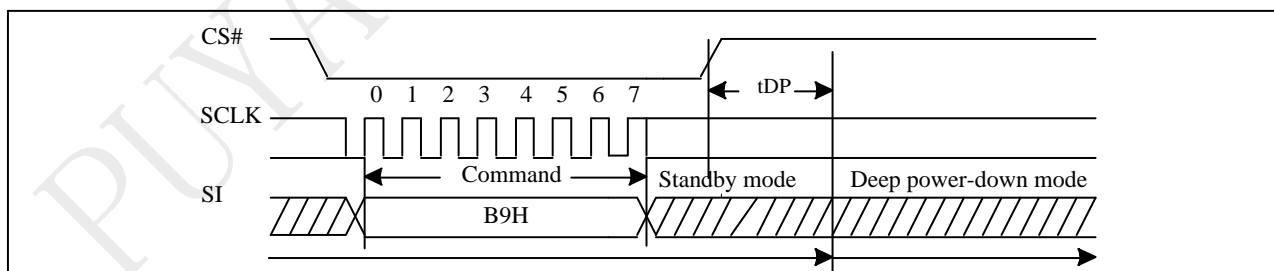 PUYA
CS#
tDP
0 1 2 3 4 5 6 7
SCLK
Command
Standby mode
Deep power-down mode
SI
B9H